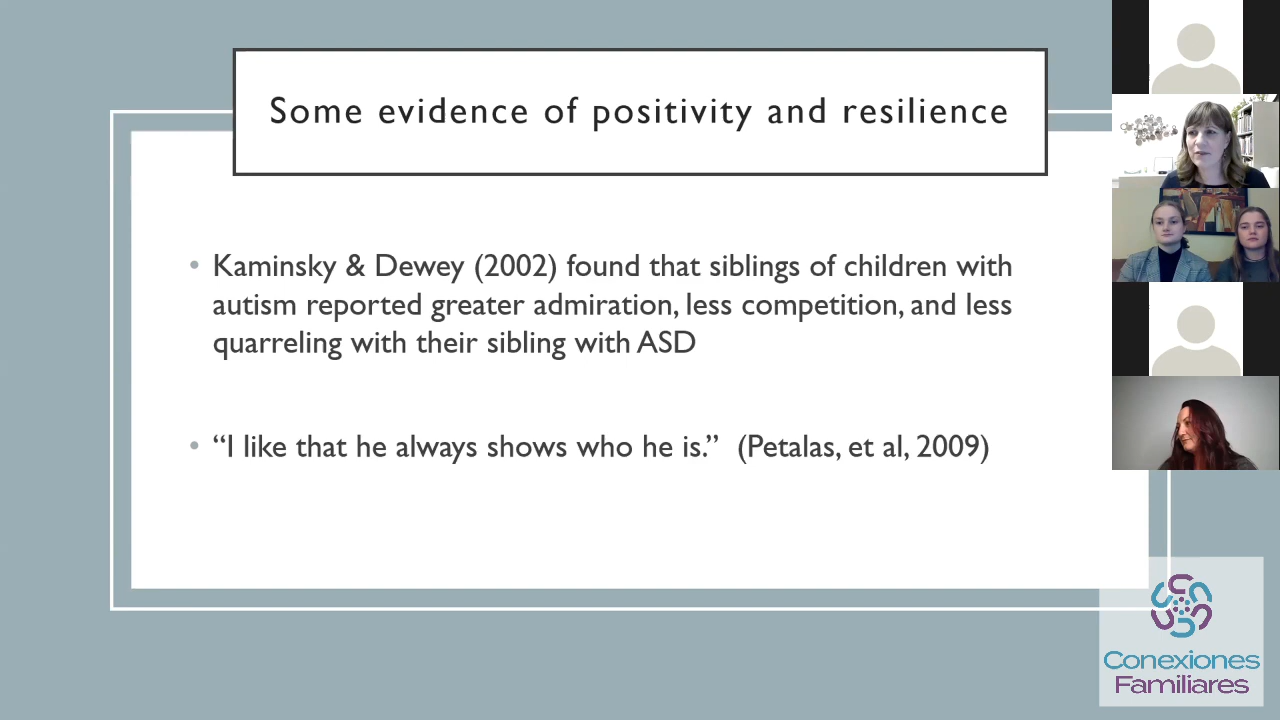 Some evidence of positivity and resilience
• Kaminsky & Dewey (2002) found that siblings of children with
autism reported greater admiration, less competition, and less
quarreling with their sibling with ASD
• “I like that he always shows who he is.” (Petalas, et al, 2009)
Conexiones
Familiares